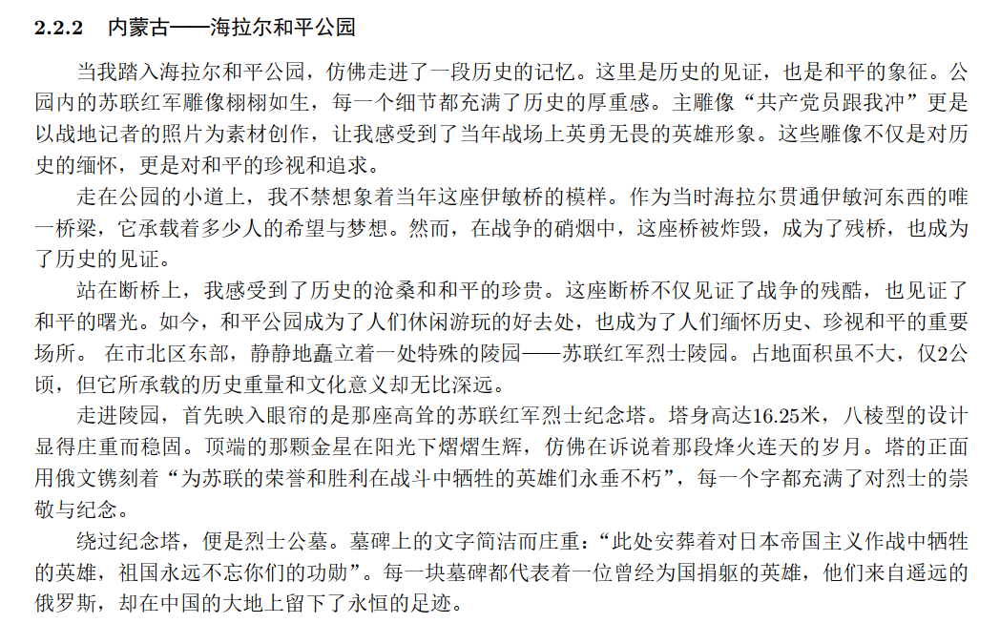 2.2.2 内蒙古——海拉尔和平公园
当我踏入海拉尔和平公园，仿佛走进了一段历史的记忆。这里是历史的见证，也是和平的象征。公
园内的苏联红军雕像栩栩如生，每一个细节都充满了历史的厚重感。主雕像“共产党员跟我冲”更是
以战地记者的照片为素材创作，让我感受到了当年战场上英勇无畏的英雄形象。这些雕像不仅是对历
史的缅怀，更是对和平的珍视和追求。
走在公园的小道上，我不禁想象着当年这座伊敏桥的模样。作为当时海拉尔贯通伊敏河东西的唯
一桥梁，它承载着多少人的希望与梦想。然而，在战争的硝烟中，这座桥被炸毁，成为了残桥，也成为
了历史的见证。
站在断桥上，我感受到了历史的沧桑和和平的珍贵。这座断桥不仅见证了战争的残酷，也见证了
和平的曙光。如今，和平公园成为了人们休闲游玩的好去处，也成为了人们缅怀历史、珍视和平的重要
场所。 在市北区东部，静静地矗立着一处特殊的陵园——苏联红军烈士陵园。占地面积虽不大，仅2公
顷，但它所承载的历史重量和文化意义却无比深远。
走进陵园，首先映入眼帘的是那座高耸的苏联红军烈士纪念塔。塔身高达16.25米，八棱型的设计
显得庄重而稳固。顶端的那颗金星在阳光下熠熠生辉，仿佛在诉说着那段烽火连天的岁月。塔的正面
用俄文镌刻着“为苏联的荣誉和胜利在战斗中牺牲的英雄们永垂不朽”，每一个字都充满了对烈士的崇
敬与纪念。
绕过纪念塔，便是烈士公墓。墓碑上的文字简洁而庄重：“此处安葬着对日本帝国主义作战中牺牲
的英雄，祖国永远不忘你们的功勋”。每一块墓碑都代表着一位曾经为国捐躯的英雄，他们来自遥远的
俄罗斯，却在中国的大地上留下了永恒的足迹。